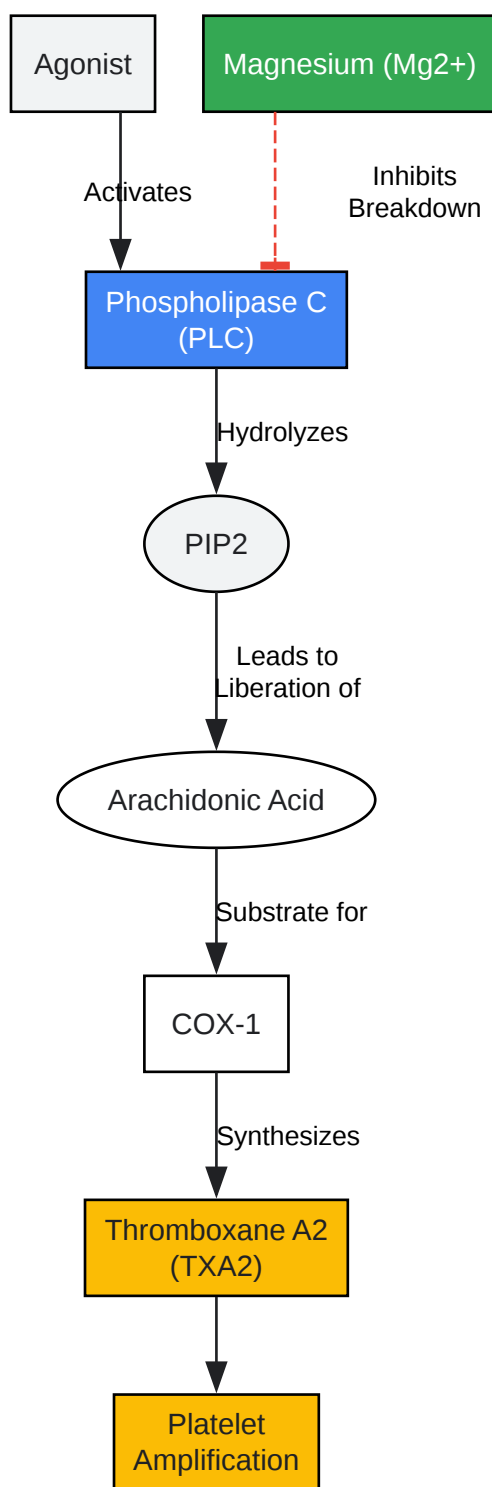 Agonist
Magnesium (Mg2+)
Activates
Inhibits
Breakdown
Phospholipase C
(PLC)
Hydrolyzes
PIP2
Leads to
Liberation of
Arachidonic Acid
Substrate for
COX-1
Synthesizes
Thromboxane A2
(TXA2)
Platelet
Amplification